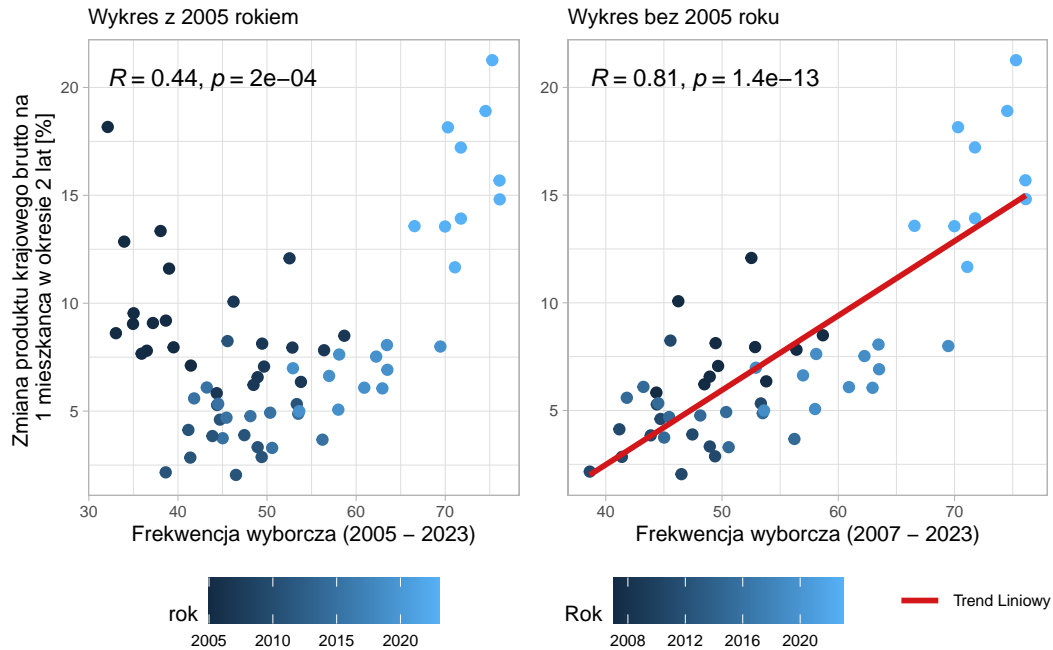 Wykres z 2005 rokiem
Wykres bez 2005 roku
Zmiana produktu krajowego brutto na
1 mieszkanca w okresie 2 lat [%]
R = 0.44, p = 2e−04
R = 0.81, p = 1.4e−13
20
15
10
5
20
15
10
5
30 40 50 60 70
40 50 60 70
Frekwencja wyborcza (2005 − 2023)
Frekwencja wyborcza (2007 − 2023)
rok
2005 2010 2015 2020
Rok
2008 2012 2016 2020
Trend Liniowy